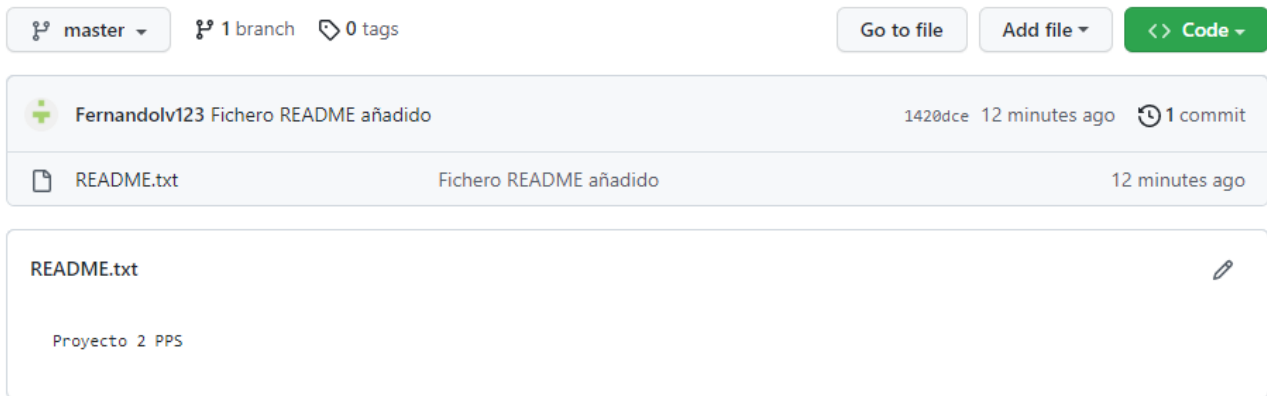 master 1 branch 0 tags Go to file Add file <> Code
Fernandolv123 Fichero README añadido 1420dce 12 minutes ago 1 commit
README.txt Fichero README añadido 12 minutes ago
README.txt
Proyecto 2 PPS